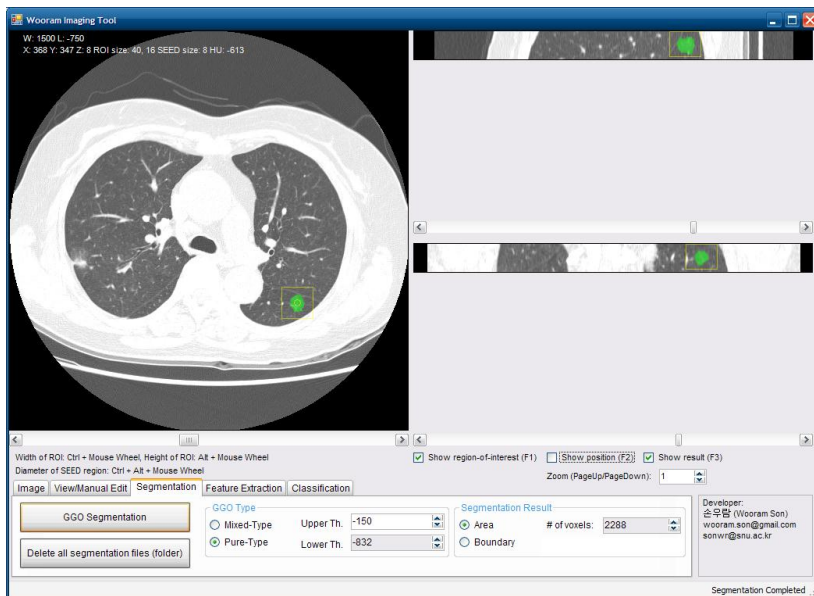 Wooram Imaging Tool
W: 1500 L: -750
X: 368 Y: 347 Z: 8 ROI size: 40, 16 SEED size: 8 HU: -613
Width of ROI: Ctrl + Mouse Wheel, Height of ROI: Alt + Mouse Wheel
Diameter of SEED region: Ctrl + Alt + Mouse Wheel
Show region-of-interest (F1) Show position (F2) Show result (F3)
Zoom (PageUp/PageDown): 1
Image View/Manual Edit Segmentation Feature Extraction Classification
GGO Segmentation
Delete all segmentation files (folder)
GGO Type
Mixed-Type Upper Th. -150
Pure-Type Lower Th. -832
Segmentation Result
Area # of voxels: 2288
Boundary
Developer:
손우람 (Wooram Son)
wooram.son@gmail.com
sonwr@snu.ac.kr
Segmentation Completed